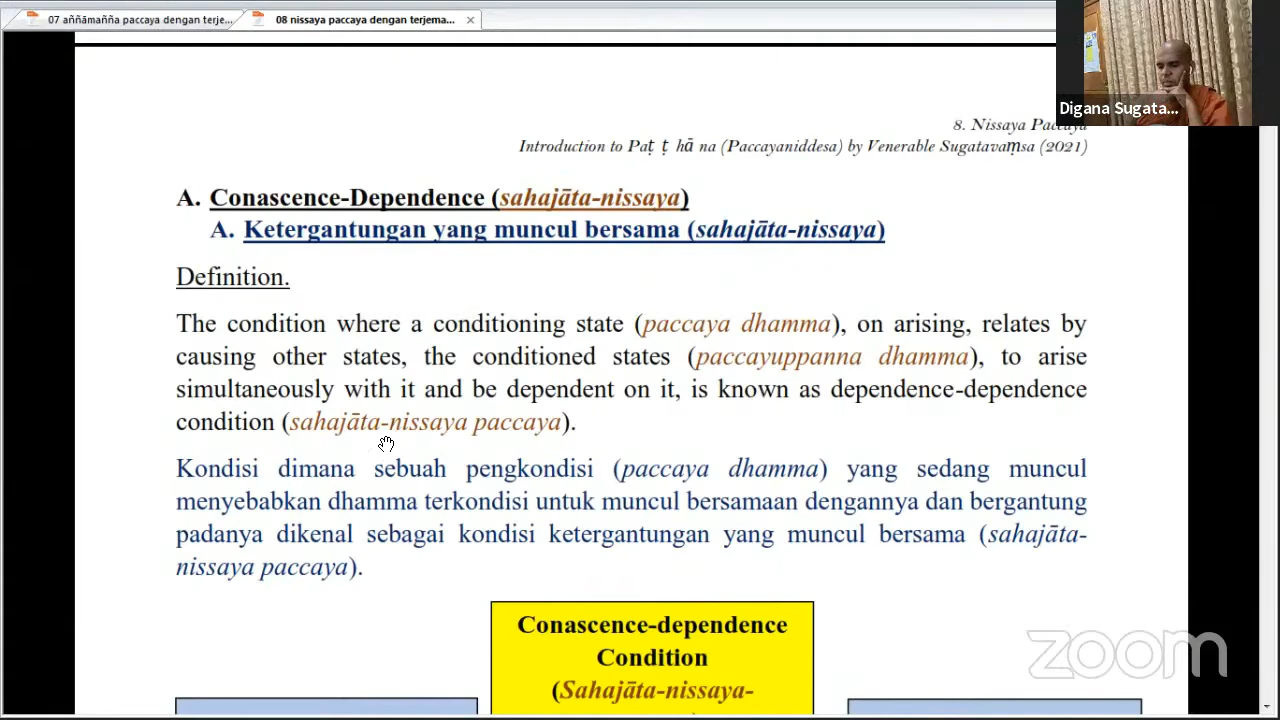 07 aññāmañña paccaya dengan terje...
08 nissaya paccaya dengan terjema...
Digana Sugata...
8. Nissaya Paccaya
Introduction to Paṭ ṭ hā na (Paccayaniddesa) by Venerable Sugatavaṃsa (2021)
A. Conascence-Dependence (sahajāta-nissaya)
A. Ketergantungan yang muncul bersama (sahajāta-nissaya)
Definition.
The condition where a conditioning state (paccaya dhamma), on arising, relates by
causing other states, the conditioned states (paccayuppanna dhamma), to arise
simultaneously with it and be dependent on it, is known as dependence-dependence
condition (sahajāta-nissaya paccaya).
Kondisi dimana sebuah pengkondisi (paccaya dhamma) yang sedang muncul
menyebabkan dhamma terkondisi untuk muncul bersamaan dengannya dan bergantung
padanya dikenal sebagai kondisi ketergantungan yang muncul bersama (sahajāta-
nissaya paccaya).
Conascence-dependence
Condition
(Sahajāta-nissaya-
zoom